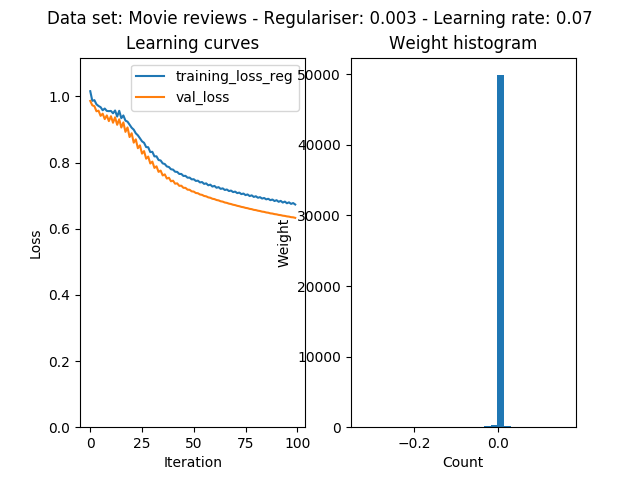 Data set: Movie reviews - Regulariser: 0.003 - Learning rate: 0.07
Learning curves
training_loss_reg
val_loss
1.0
0.8
0.6
0.4
0.2
0.0
Loss
0
25
50
75
100
Iteration
Weight histogram
50000
40000
30000
20000
10000
0
Weight
−0.2
0.0
Count